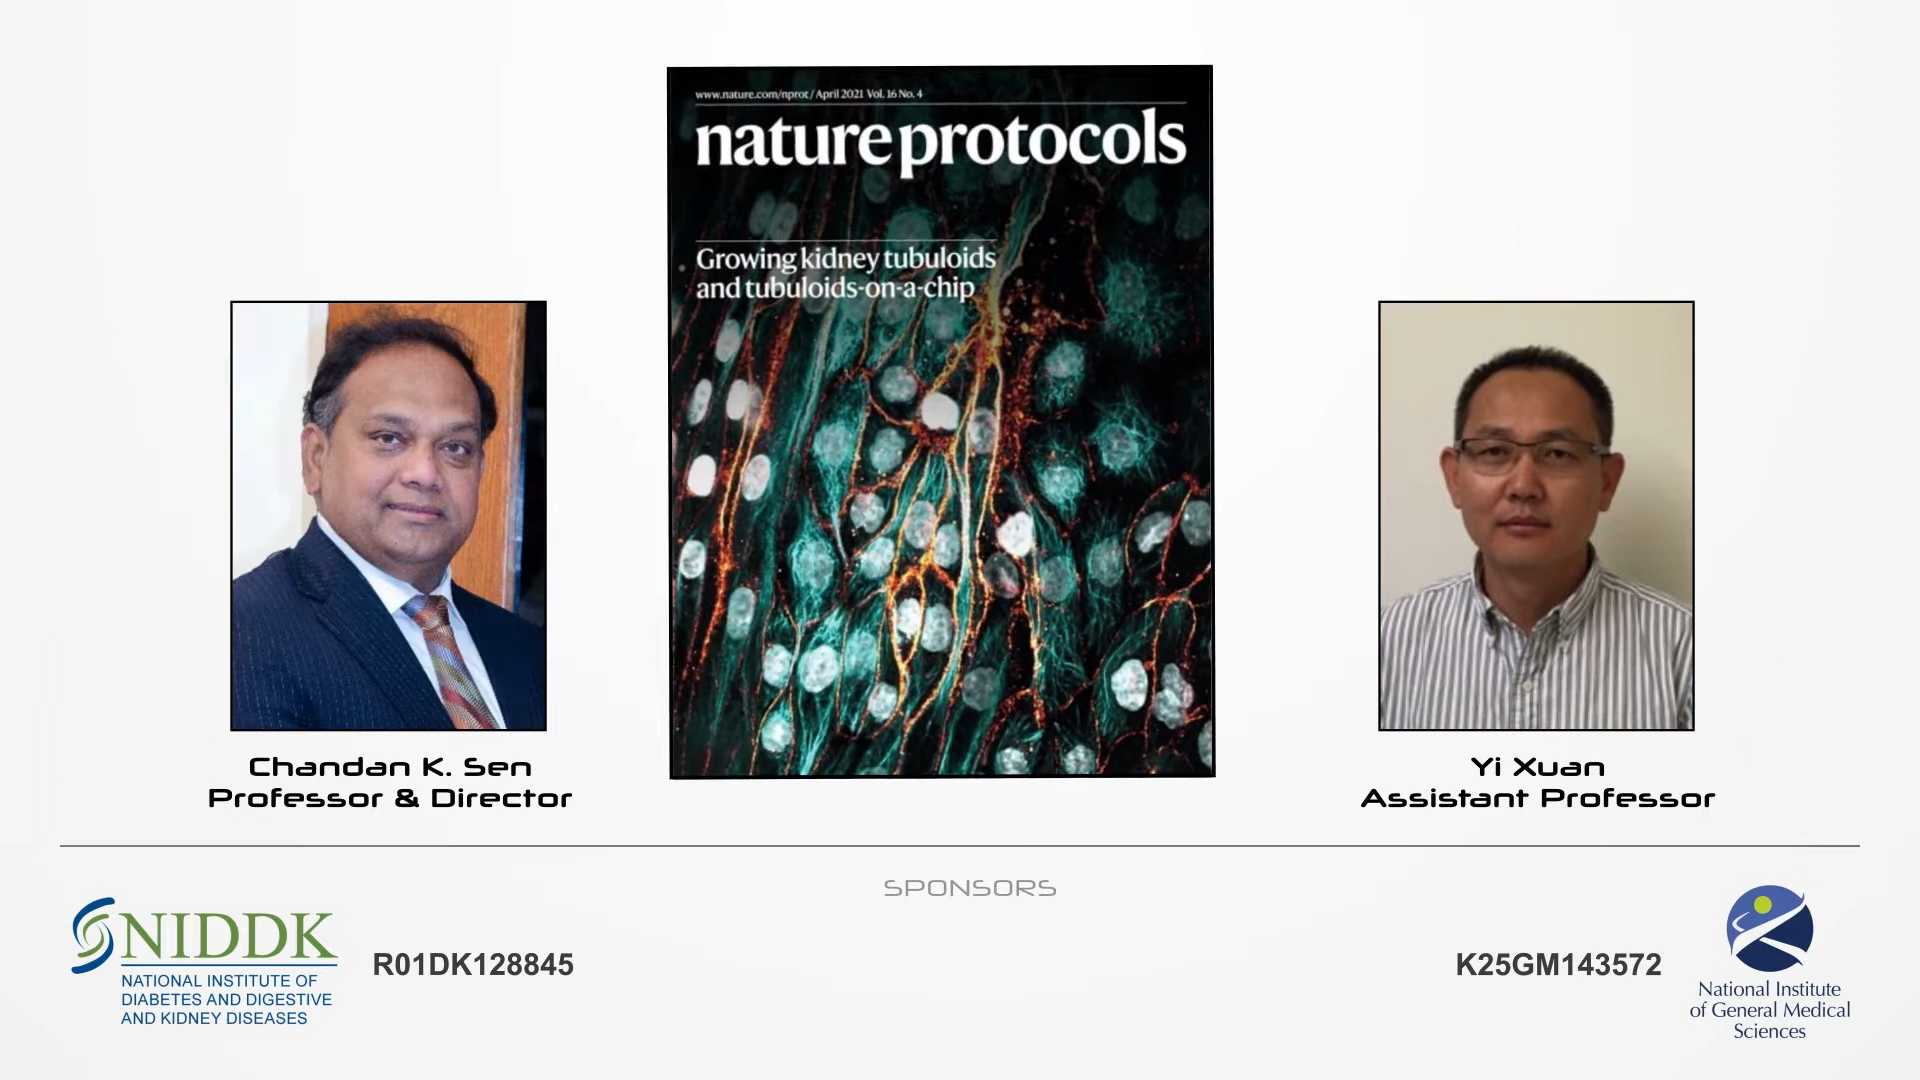 www.nature.com/nprot / April 2021 Vol. 16 No. 4
nature protocols
Growing kidney tubuloids
and tubuloids-on-a-chip
Chandan K. Sen
Professor & Director
Yi Xuan
Assistant Professor
SPONSORS
NIDDK
NATIONAL INSTITUTE OF
DIABETES AND DIGESTIVE
AND KIDNEY DISEASES
R01DK128845
K25GM143572
National Institute
of General Medical
Sciences